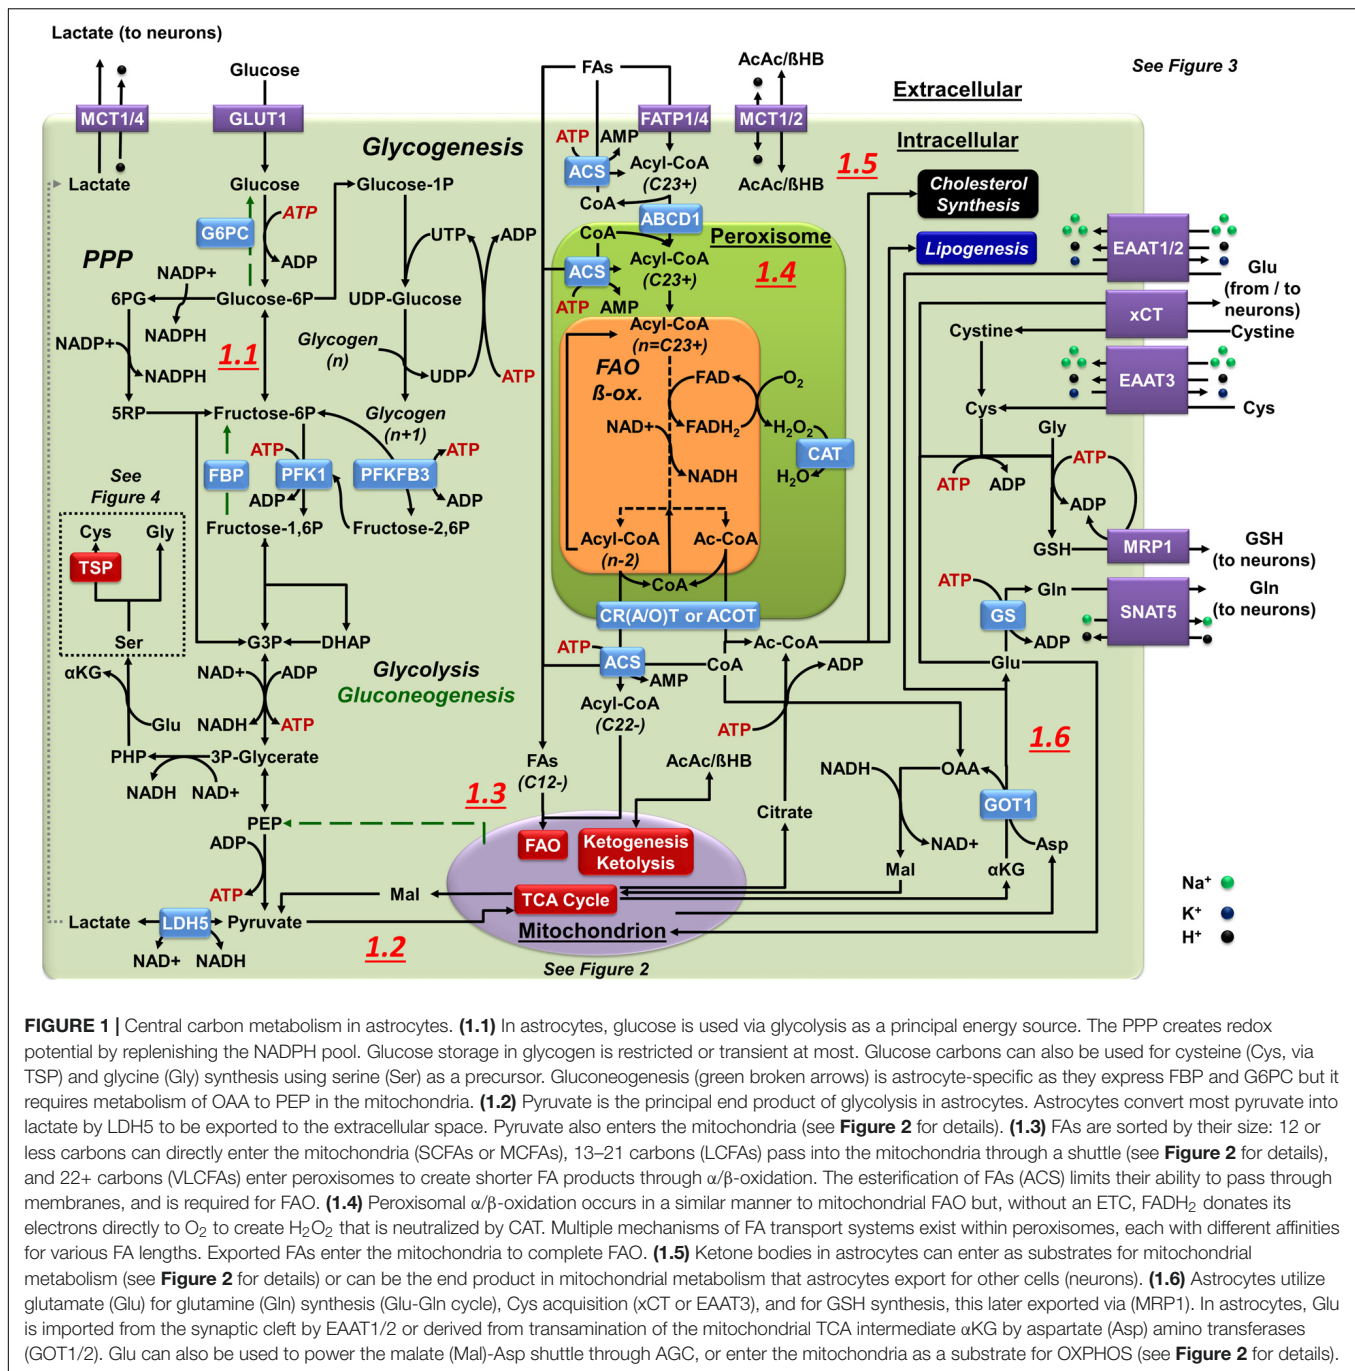 Lactate (to neurons)
Glucose
FAs
AcAc/ßHB
See Figure 3
Extracellular
MCT1/4
GLUT1
FATP1/4
MCT1/2
Intracellular
Glycogenesis
ATP
AMP
ACS
Acyl-CoA
(C23+)
AcAc/ßHB
1.5
Lactate
Glucose
Glucose-1P
CoA
Cholesterol
Synthesis
G6PC
ATP
ADP
UTP
ADP
ABCD1
CoA
Peroxisome
Lipogenesis
EAAT1/2
PPP
NADP+
ACS
Acyl-CoA
(C23+)
1.4
Glu
(from / to
neurons)
6PG
Glucose-6P
UDP-Glucose
ATP
AMP
xCT
NADPH
Acyl-CoA
(n=C23+)
Cystine
Cystine
NADP+
1.1
Glycogen
(n)
FAO
ß-ox.
FAD
O2
EAAT3
NADPH
UDP
ATP
5RP
Fructose-6P
Glycogen
(n+1)
NAD+
FADH2
H2O2
Cys
Cys
Gly
ATP
ATP
CAT
FBP
PFK1
PFKFB3
NADH
H2O
ATP
ADP
ATP
See
Figure 4
ADP
ADP
ADP
Cys
Gly
Fructose-1,6P
Fructose-2,6P
Acyl-CoA
(n-2)
Ac-CoA
GSH
MRP1
GSH
(to neurons)
TSP
CoA
ATP
Gln
Gln
(to neurons)
CR(A/O)T or ACOT
GS
SNAT5
Ser
G3P
DHAP
ATP
Ac-CoA
ADP
αKG
NAD+
ADP
Glycolysis
Gluconeogenesis
ACS
CoA
ADP
Glu
AMP
Acyl-CoA
(C22-)
Glu
NADH
ATP
ATP
1.6
PHP
3P-Glycerate
FAs
(C12-)
AcAc/ßHB
NADH
OAA
NADH
NAD+
1.3
Citrate
GOT1
PEP
ADP
FAO
Ketogenesis
Ketolysis
NAD+
Asp
Mal
αKG
ATP
Mal
TCA Cycle
Na+
K+
H+
Lactate
LDH5
Pyruvate
Mitochondrion
NAD+
NADH
1.2
See Figure 2
FIGURE 1 | Central carbon metabolism in astrocytes. (1.1) In astrocytes, glucose is used via glycolysis as a principal energy source. The PPP creates redox
potential by replenishing the NADPH pool. Glucose storage in glycogen is restricted or transient at most. Glucose carbons can also be used for cysteine (Cys, via
TSP) and glycine (Gly) synthesis using serine (Ser) as a precursor. Gluconeogenesis (green broken arrows) is astrocyte-specific as they express FBP and G6PC but it
requires metabolism of OAA to PEP in the mitochondria. (1.2) Pyruvate is the principal end product of glycolysis in astrocytes. Astrocytes convert most pyruvate into
lactate by LDH5 to be exported to the extracellular space. Pyruvate also enters the mitochondria (see Figure 2 for details). (1.3) FAs are sorted by their size: 12 or
less carbons can directly enter the mitochondria (SCFAs or MCFAs), 13–21 carbons (LCFAs) pass into the mitochondria through a shuttle (see Figure 2 for details),
and 22+ carbons (VLCFAs) enter peroxisomes to create shorter FA products through α/β-oxidation. The esterification of FAs (ACS) limits their ability to pass through
membranes, and is required for FAO. (1.4) Peroxisomal α/β-oxidation occurs in a similar manner to mitochondrial FAO but, without an ETC, FADH2 donates its
electrons directly to O2 to create H2O2 that is neutralized by CAT. Multiple mechanisms of FA transport systems exist within peroxisomes, each with different affinities
for various FA lengths. Exported FAs enter the mitochondria to complete FAO. (1.5) Ketone bodies in astrocytes can enter as substrates for mitochondrial
metabolism (see Figure 2 for details) or can be the end product in mitochondrial metabolism that astrocytes export for other cells (neurons). (1.6) Astrocytes utilize
glutamate (Glu) for glutamine (Gln) synthesis (Glu-Gln cycle), Cys acquisition (xCT or EAAT3), and for GSH synthesis, this later exported via (MRP1). In astrocytes, Glu
is imported from the synaptic cleft by EAAT1/2 or derived from transamination of the mitochondrial TCA intermediate αKG by aspartate (Asp) amino transferases
(GOT1/2). Glu can also be used to power the malate (Mal)-Asp shuttle through AGC, or enter the mitochondria as a substrate for OXPHOS (see Figure 2 for details).